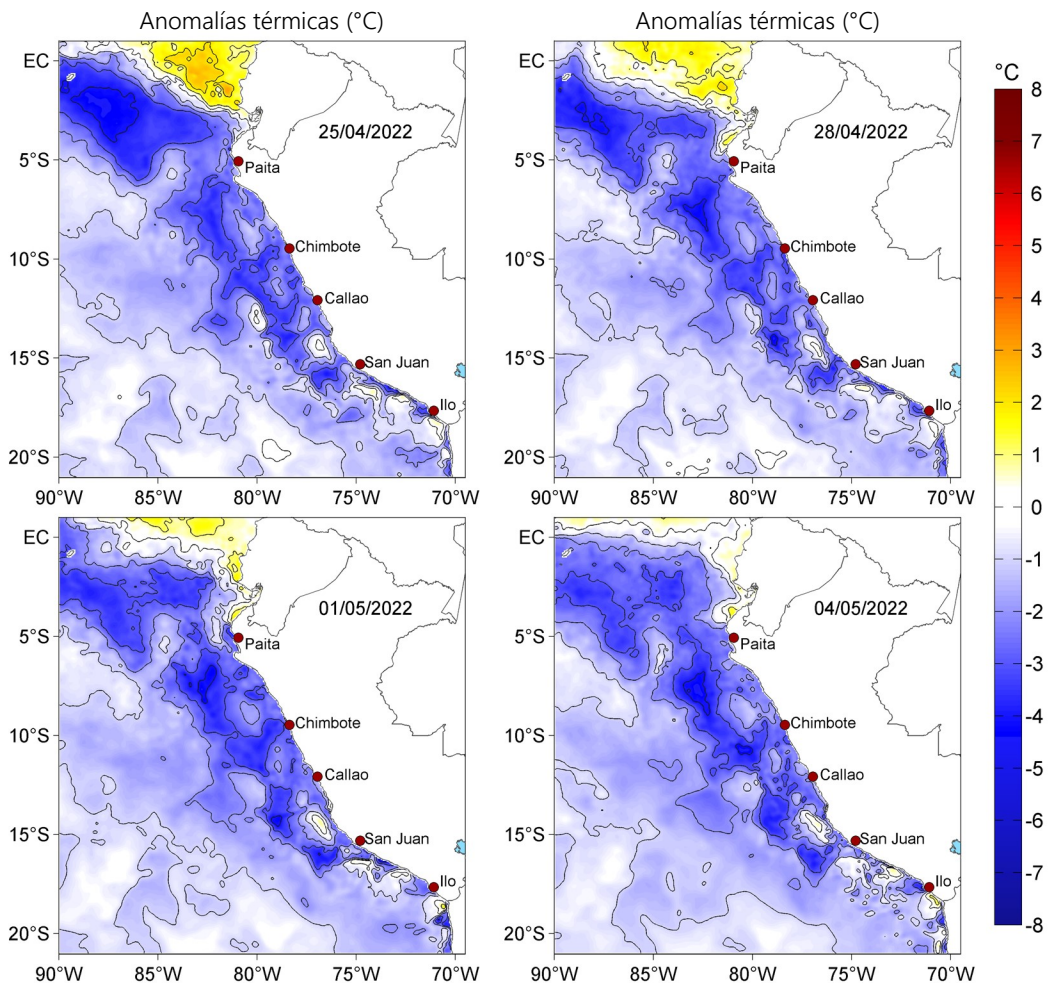 Anomalías térmicas (°C)
Anomalías térmicas (°C)
EC
5°S
10°S
15°S
20°S
90°W
85°W
80°W
75°W
70°W
25/04/2022
Paita
Chimbote
Callao
San Juan
Ilo
EC
5°S
10°S
15°S
20°S
90°W
85°W
80°W
75°W
70°W
28/04/2022
Paita
Chimbote
Callao
San Juan
Ilo
EC
5°S
10°S
15°S
20°S
90°W
85°W
80°W
75°W
70°W
01/05/2022
Paita
Chimbote
Callao
San Juan
Ilo
EC
5°S
10°S
15°S
20°S
90°W
85°W
80°W
75°W
70°W
04/05/2022
Paita
Chimbote
Callao
San Juan
Ilo
°C
8
7
6
5
4
3
2
1
0
-1
-2
-3
-4
-5
-6
-7
-8